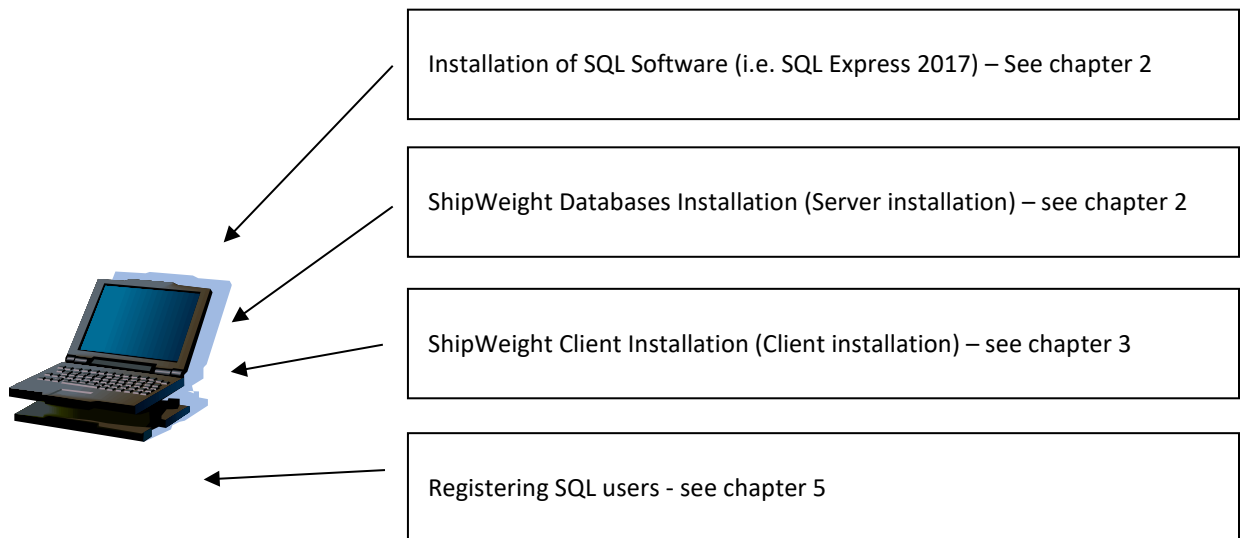 Installation of SQL Software (i.e. SQL Express 2017) – See chapter 2
ShipWeight Databases Installation (Server installation) – see chapter 2
ShipWeight Client Installation (Client installation) – see chapter 3
Registering SQL users - see chapter 5